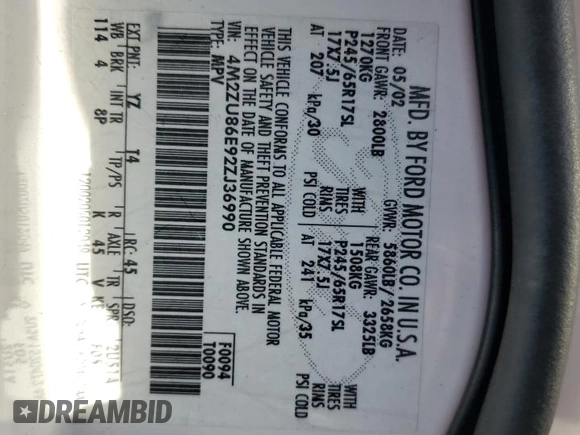 MFD. BY FORD MOTOR CO. IN U.S.A.
DATE: 05/02 GVWR: 5860LB/2658KG
FRONT GAWR: 2800LB REAR GAWR: 3325LB
1270KG WITH 1508KG WITH
P245/65R17SL TIRES P245/65R17SL TIRES
17X7.5J RIMS 17X7.5J RIMS
AT 207 kPa/30 PSI COLD AT 241 kPa/35 PSI COLD
THIS VEHICLE CONFORMS TO ALL APPLICABLE FEDERAL MOTOR
VEHICLE SAFETY AND THEFT PREVENTION STANDARDS IN
EFFECT ON THE DATE OF MANUFACTURE SHOWN ABOVE.
4M2ZU86E92ZJ36990 F0094
TYPE: MPV T0090
EXT PNT: YZ T4 RC: 45 DSO:
WB BRK INT TR TP/PS R AXLE TR SPR
114 4 8P K 45 V
DREAMBID